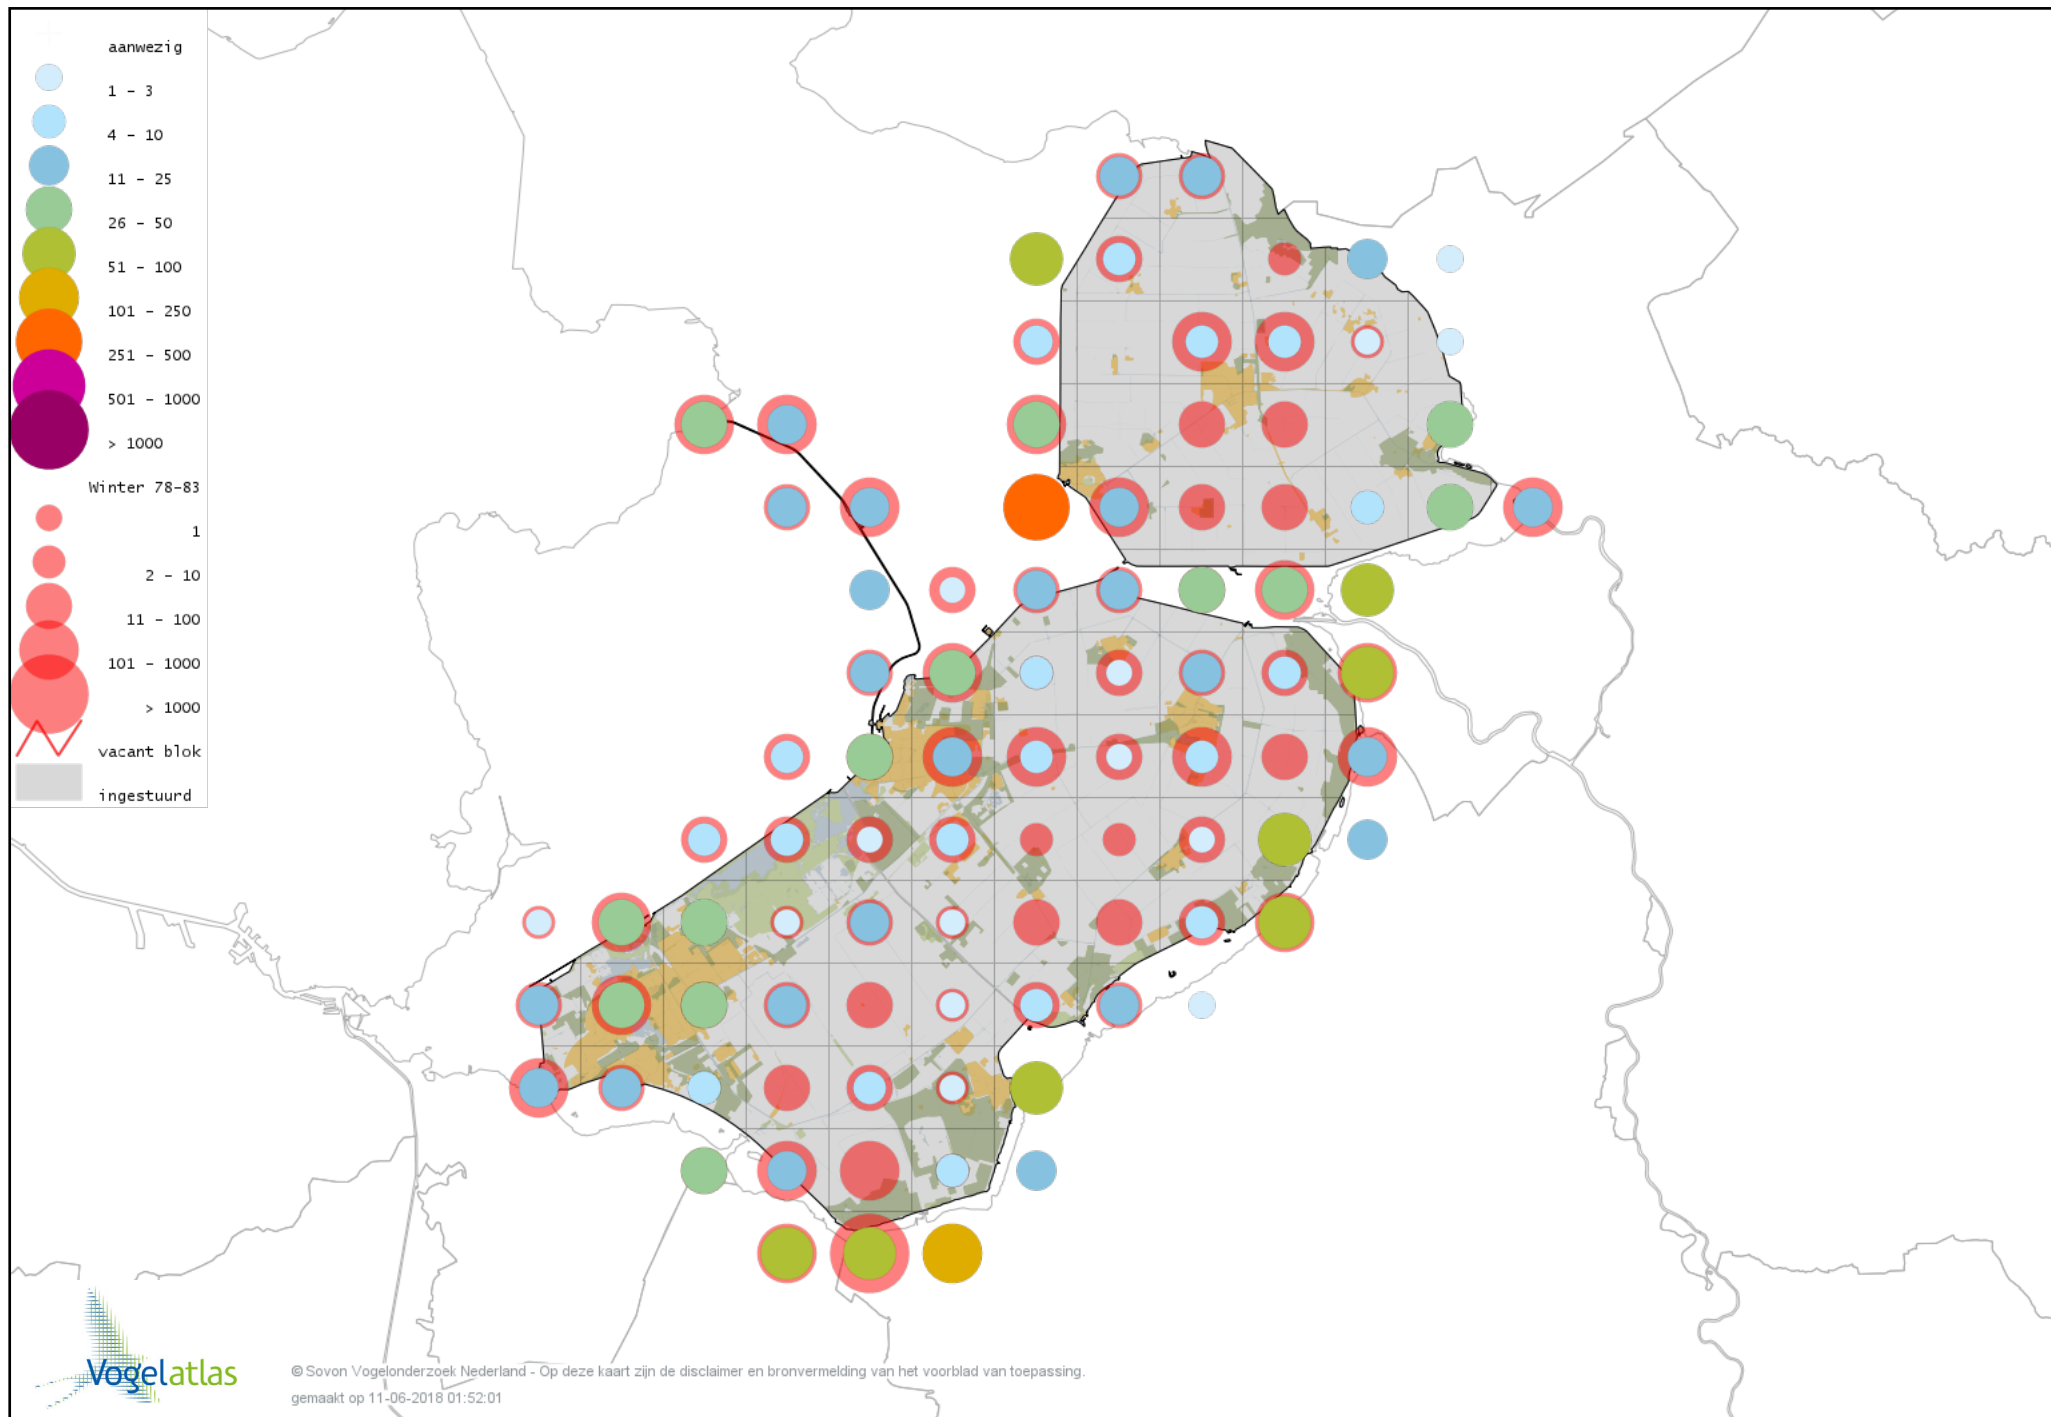 aanwezig
1 - 3
4 - 10
11 - 25
26 - 50
51 - 100
101 - 250
251 - 500
501 - 1000
> 1000
Winter 78-83
1
2 - 10
11 - 100
101 - 1000
> 1000
vacant blok
ingestuurd
Vogelatlas
© Sovon Vogelonderzoek Nederland - Op deze kaart zijn de disclaimer en bronvermelding van het voorblad van toepassing.
gemaakt op 11-06-2018 01:52:01